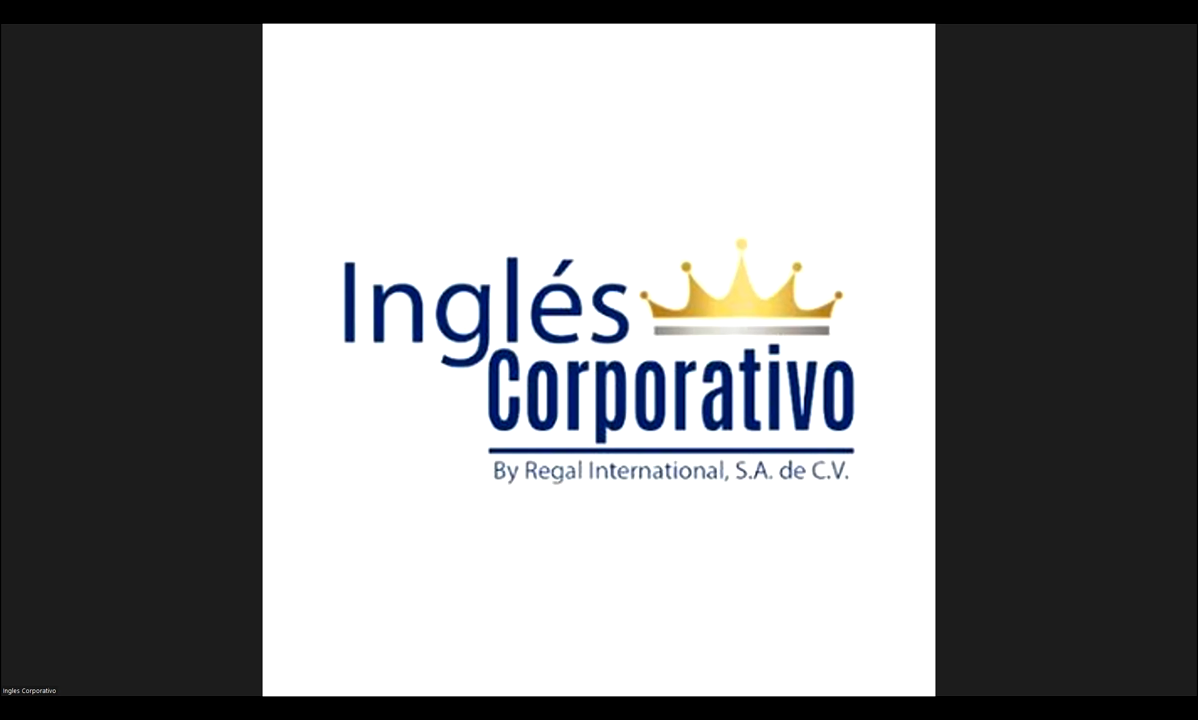 Inglés
Corporativo
By Regal International, S.A. de C.V.
Ingles Corporativo